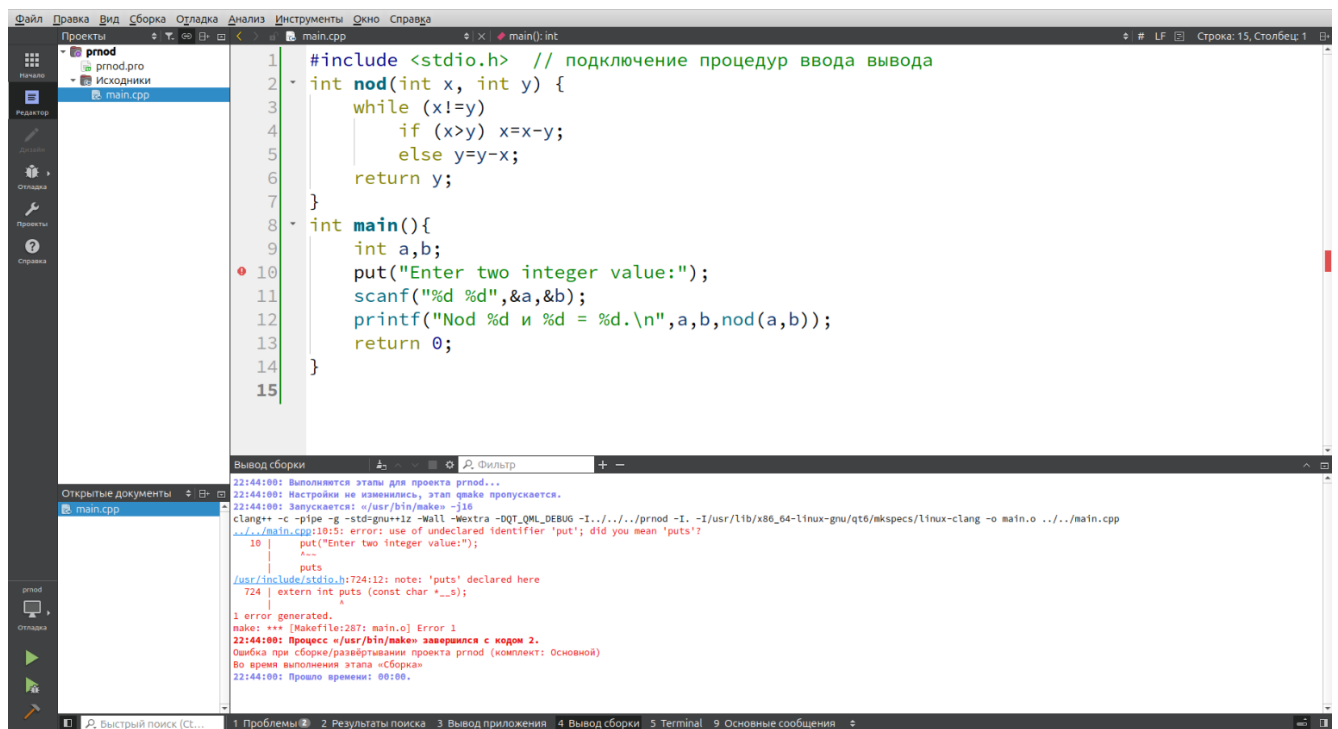 Файл Правка Вид Сборка Отладка Анализ Инструменты Окно Справка
Проекты
main.cpp
main(): int
# LF Строка: 15, Столбец: 1
Начало
Редактор
Дизайн
Отладка
Проекты
Справка
prnod
prnod.pro
Исходники
main.cpp
1 #include <stdio.h>  // подключение процедур ввода вывода
2 int nod(int x, int y) {
3     while (x!=y)
4         if (x>y) x=x-y;
5         else y=y-x;
6     return y;
7 }
8 int main(){
9     int a,b;
10     put("Enter two integer value:");
11     scanf("%d %d",&a,&b);
12     printf("Nod %d и %d = %d.\n",a,b,nod(a,b));
13     return 0;
14 }
15
Открытые документы
main.cpp
Вывод сборки
Фильтр
22:44:00: Выполняются этапы для проекта prnod...
22:44:00: Настройки не изменились, этап qmake пропускается.
22:44:00: Запускается: «/usr/bin/make» -j16
clang++ -c -pipe -g -std=gnu++1z -Wall -Wextra -DQT_QML_DEBUG -I../../../prnod -I. -I/usr/lib/x86_64-linux-gnu/qt6/mkspecs/linux-clang -o main.o ../../main.cpp
../../main.cpp:10:5: error: use of undeclared identifier 'put'; did you mean 'puts'?
10 |     put("Enter two integer value:");
|     ^~~
|     puts
/usr/include/stdio.h:724:12: note: 'puts' declared here
724 | extern int puts (const char *__s);
|            ^
1 error generated.
make: *** [Makefile:287: main.o] Error 1
22:44:00: Процесс «/usr/bin/make» завершился с кодом 2.
Ошибка при сборке/развёртывании проекта prnod (комплект: Основной)
Во время выполнения этапа «Сборка»
22:44:00: Прошло времени: 00:00.
prnod
Отладка
Быстрый поиск (Ct...
1 Проблемы 2 2 Результаты поиска 3 Вывод приложения 4 Вывод сборки 5 Terminal 9 Основные сообщения